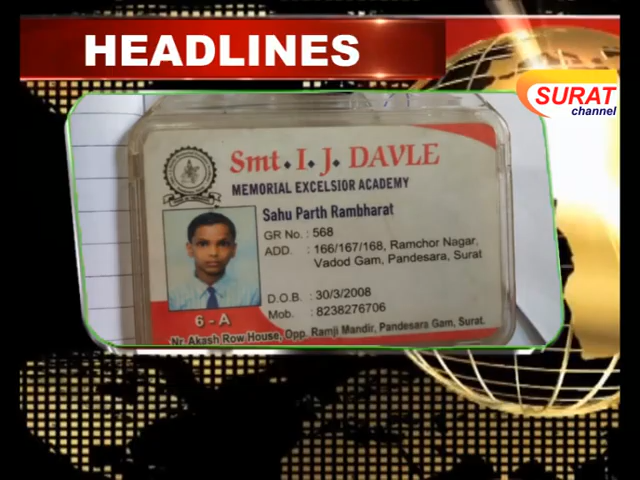 HEADLINES
SURAT
channel
Smt. I. J. DAVLE
MEMORIAL EXCELSIOR ACADEMY
Sahu Parth Rambharat
GR No. : 568
ADD. : 166/167/168, Ramchor Nagar,
Vadod Gam, Pandesara, Surat
D.O.B. : 30/3/2008
Mob. : 8238276706
6 - A
Nr. Akash Row House, Opp. Ramji Mandir, Pandesara Gam, Surat.